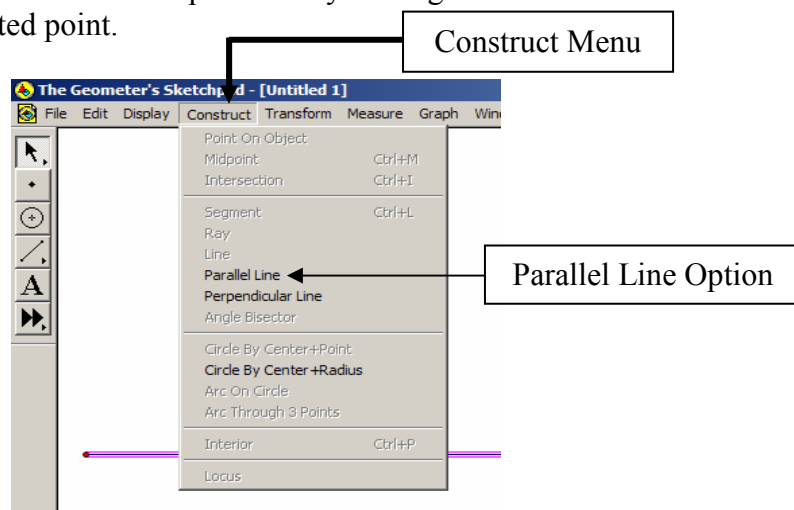 ted point.
Construct Menu
The Geometer's Sketchpad - [Untitled 1]
File Edit Display Construct Transform Measure Graph Win
Point On Object
Midpoint Ctrl+M
Intersection Ctrl+I
Segment Ctrl+L
Ray
Line
Parallel Line
Parallel Line Option
Perpendicular Line
Angle Bisector
Circle By Center+Point
Circle By Center+Radius
Arc On Circle
Arc Through 3 Points
Interior Ctrl+P
Locus
A